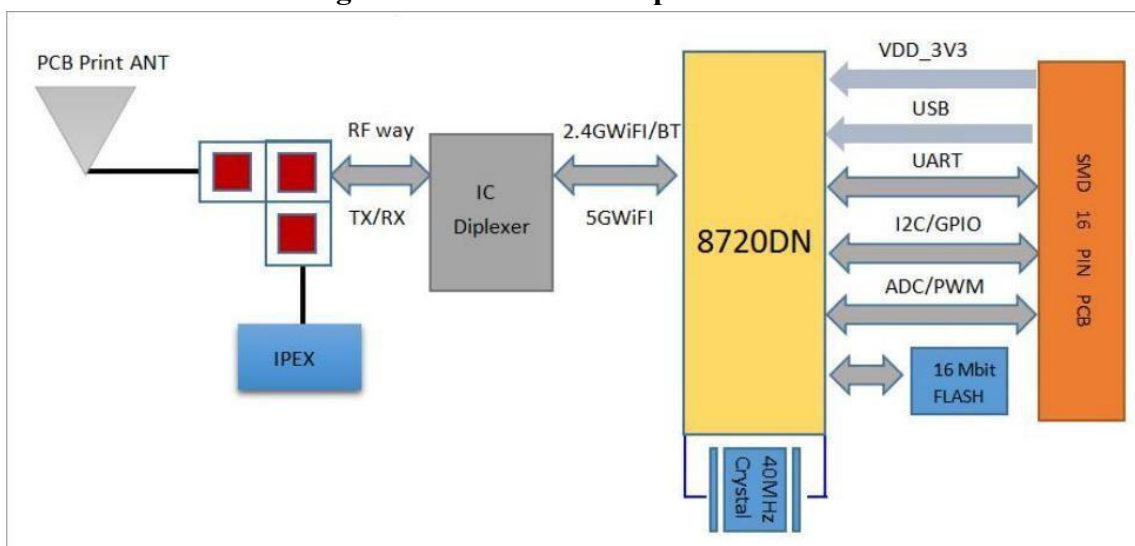 PCB Print ANT
RF way
TX/RX
IPEX
IC
Diplexer
2.4GWiFI/BT
5GWiFI
8720DN
40MHz
Crystal
VDD_3V3
USB
UART
I2C/GPIO
ADC/PWM
16 Mbit
FLASH
SMD 16 PIN PCB